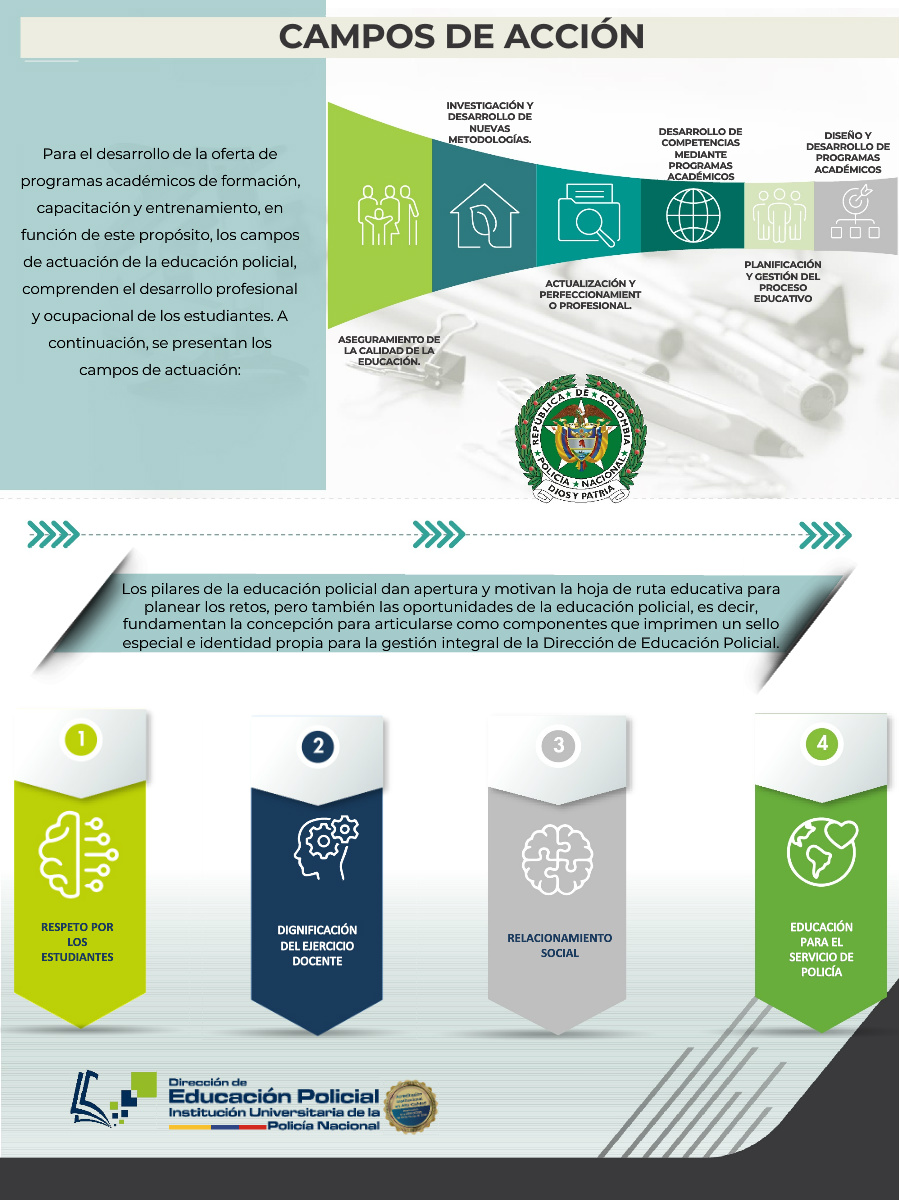 CAMPOS DE ACCIÓN
Para el desarrollo de la oferta de
programas académicos de formación,
capacitación y entrenamiento, en
función de este propósito, los campos
de actuación de la educación policial,
comprenden el desarrollo profesional
y ocupacional de los estudiantes. A
continuación, se presentan los
campos de actuación:
ASEGURAMIENTO DE
LA CALIDAD DE LA
EDUCACIÓN.
INVESTIGACIÓN Y
DESARROLLO DE
NUEVAS
METODOLOGÍAS.
ACTUALIZACIÓN Y
PERFECCIONAMIENT
O PROFESIONAL.
DESARROLLO DE
COMPETENCIAS
MEDIANTE
PROGRAMAS
ACADÉMICOS
PLANIFICACIÓN
Y GESTIÓN DEL
PROCESO
EDUCATIVO
DISEÑO Y
DESARROLLO DE
PROGRAMAS
ACADÉMICOS
REPÚBLICA DE COLOMBIA
POLICÍA NACIONAL
DIOS Y PATRIA
Los pilares de la educación policial dan apertura y motivan la hoja de ruta educativa para
planear los retos, pero también las oportunidades de la educación policial, es decir,
fundamentan la concepción para articularse como componentes que imprimen un sello
especial e identidad propia para la gestión integral de la Dirección de Educación Policial.
1
RESPETO POR
LOS
ESTUDIANTES
2
DIGNIFICACIÓN
DEL EJERCICIO
DOCENTE
3
RELACIONAMIENTO
SOCIAL
4
EDUCACIÓN
PARA EL
SERVICIO DE
POLICÍA
Dirección de
Educación Policial
Institución Universitaria de la
Policía Nacional